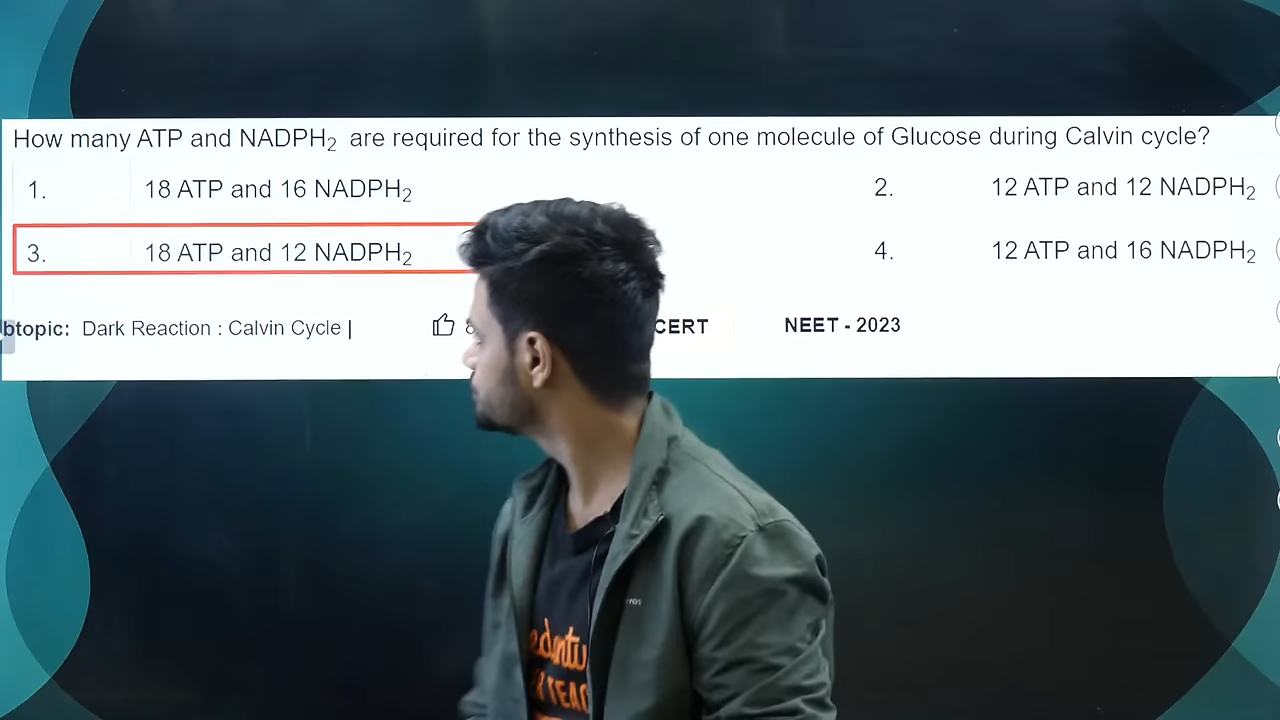 How many ATP and NADPH₂ are required for the synthesis of one molecule of Glucose during Calvin cycle?
1. 18 ATP and 16 NADPH₂ 2. 12 ATP and 12 NADPH₂
3. 18 ATP and 12 NADPH₂ 4. 12 ATP and 16 NADPH₂
btopic: Dark Reaction : Calvin Cycle | CERT NEET - 2023